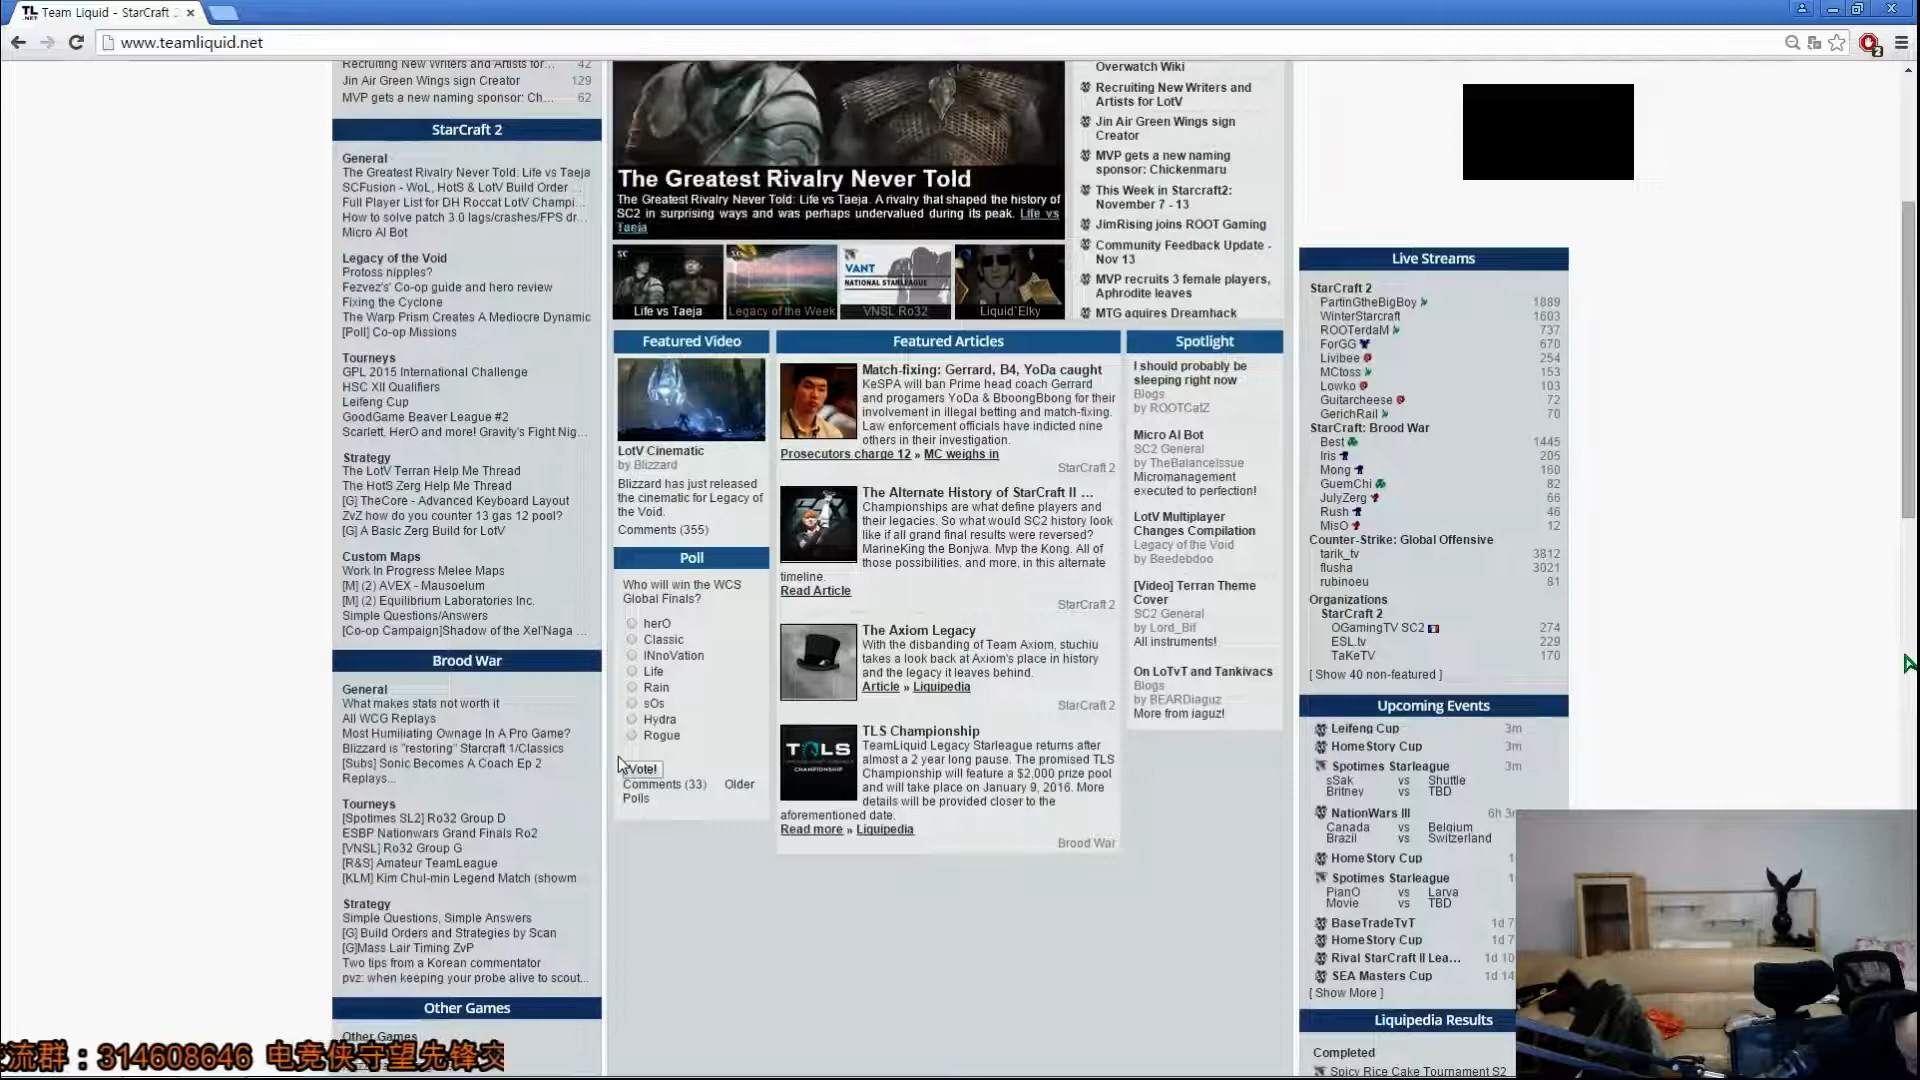 Team Liquid - StarCraft 2
www.teamliquid.net
Recruiting New Writers and Artists for... 42
Jin Air Green Wings sign Creator 129
MVP gets a new naming sponsor: Ch... 62
StarCraft 2
General
The Greatest Rivalry Never Told: Life vs Taeja
SCFusion - WoL, HotS & LotV Build Order ...
Full Player List for DH Roccat LotV Champi...
How to solve patch 3.0 lags/crashes/FPS dr...
Micro AI Bot
Legacy of the Void
Protoss nipples?
Fezvez's' Co-op guide and hero review
Fixing the Cyclone
The Warp Prism Creates A Mediocre Dynamic
[Poll] Co-op Missions
Tourneys
GPL 2015 International Challenge
HSC XII Qualifiers
Leifeng Cup
GoodGame Beaver League #2
Scarlett, HerO and more! Gravity's Fight Nig...
Strategy
The LotV Terran Help Me Thread
The HotS Zerg Help Me Thread
[G] TheCore - Advanced Keyboard Layout
ZvZ how do you counter 13 gas 12 pool?
[G] A Basic Zerg Build for LotV
Custom Maps
Work In Progress Melee Maps
[M] (2) AVEX - Mausoelum
[M] (2) Equilibrium Laboratories Inc.
Simple Questions/Answers
[Co-op Campaign]Shadow of the Xel'Naga ...
Brood War
General
What makes stats not worth it
All WCG Replays
Most Humiliating Ownage In A Pro Game?
Blizzard is "restoring" Starcraft 1/Classics
[Subs] Sonic Becomes A Coach Ep 2
Replays...
Tourneys
[Spotimes SL2] Ro32 Group D
ESBP Nationwars Grand Finals Ro2
[VNSL] Ro32 Group G
[R&S] Amateur TeamLeague
[KLM] Kim Chul-min Legend Match (showm
Strategy
Simple Questions, Simple Answers
[G] Build Orders and Strategies by Scan
[G]Mass Lair Timing ZvP
Two tips from a Korean commentator
pvz: when keeping your probe alive to scout...
Other Games
Other Games
The Greatest Rivalry Never Told
The Greatest Rivalry Never Told: Life vs Taeja. A rivalry that shaped the history of
SC2 in surprising ways and was perhaps undervalued during its peak. Life vs
Taeja
Life vs Taeja
Legacy of the Week
VANT
NATIONAL STARLEAGUE
VNSL Ro32
Liquid`Elky
Overwatch Wiki
Recruiting New Writers and
Artists for LotV
Jin Air Green Wings sign
Creator
MVP gets a new naming
sponsor: Chickenmaru
This Week in Starcraft2:
November 7 - 13
JimRising joins ROOT Gaming
Community Feedback Update -
Nov 13
MVP recruits 3 female players,
Aphrodite leaves
MTG aquires Dreamhack
Featured Video
LotV Cinematic
by Blizzard
Blizzard has just released
the cinematic for Legacy of
the Void.
Comments (355)
Poll
Who will win the WCS
Global Finals?
herO
Classic
INnoVation
Life
Rain
sOs
Hydra
Rogue
Vote!
Comments (33) Older
Polls
Featured Articles
Match-fixing: Gerrard, B4, YoDa caught
KeSPA will ban Prime head coach Gerrard
and progamers YoDa & BboongBbong for their
involvement in illegal betting and match-fixing.
Law enforcement officials have indicted nine
others in their investigation.
Prosecutors charge 12 » MC weighs in
StarCraft 2
The Alternate History of StarCraft II ...
Championships are what define players and
their legacies. So what would SC2 history look
like if all grand final results were reversed?
MarineKing the Bonjwa. Mvp the Kong. All of
those possibilities, and more, in this alternate
timeline.
Read Article
StarCraft 2
The Axiom Legacy
With the disbanding of Team Axiom, stuchiu
takes a look back at Axiom's place in history
and the legacy it leaves behind.
Article » Liquipedia
StarCraft 2
TLS
CHAMPIONSHIP
TLS Championship
TeamLiquid Legacy Starleague returns after
almost a 2 year long pause. The promised TLS
Championship will feature a $2,000 prize pool
and will take place on January 9, 2016. More
details will be provided closer to the
aforementioned date.
Read more » Liquipedia
Brood War
Spotlight
I should probably be
sleeping right now
Blogs
by ROOTCatZ
Micro AI Bot
SC2 General
by TheBalanceIssue
Micromanagement
executed to perfection!
LotV Multiplayer
Changes Compilation
Legacy of the Void
by Beedebdoo
[Video] Terran Theme
Cover
SC2 General
by Lord_Bif
All instruments!
On LoTvT and Tankivacs
Blogs
by BEARDiaguz
More from iaguz!
Live Streams
StarCraft 2
PartinGtheBigBoy 1889
WinterStarcraft 1603
ROOTerdaM 737
ForGG 670
Livibee 254
MCtoss 153
Lowko 103
Guitarcheese 72
GerichRail 70
StarCraft: Brood War
Best 1445
Iris 205
Mong 160
GuemChi 82
JulyZerg 66
Rush 46
MisO 12
Counter-Strike: Global Offensive
tarik_tv 3812
flusha 3021
rubinoeu 81
Organizations
StarCraft 2
OGamingTV SC2 274
ESL.tv 229
TaKeTV 170
[ Show 40 non-featured ]
Upcoming Events
Leifeng Cup 3m
HomeStory Cup 3m
Spotimes Starleague 3m
sSak vs Shuttle
Britney vs TBD
NationWars III 6h 3
Canada vs Belgium
Brazil vs Switzerland
HomeStory Cup 1
Spotimes Starleague 1
PianO vs Larva
Movie vs TBD
BaseTradeTvT 1d 7
HomeStory Cup 1d 7
Rival StarCraft II Lea... 1d 10
SEA Masters Cup 1d 14
[ Show More ]
Liquipedia Results
Completed
Spicy Rice Cake Tournament S2
流群：314608646 电竞侠守望先锋交